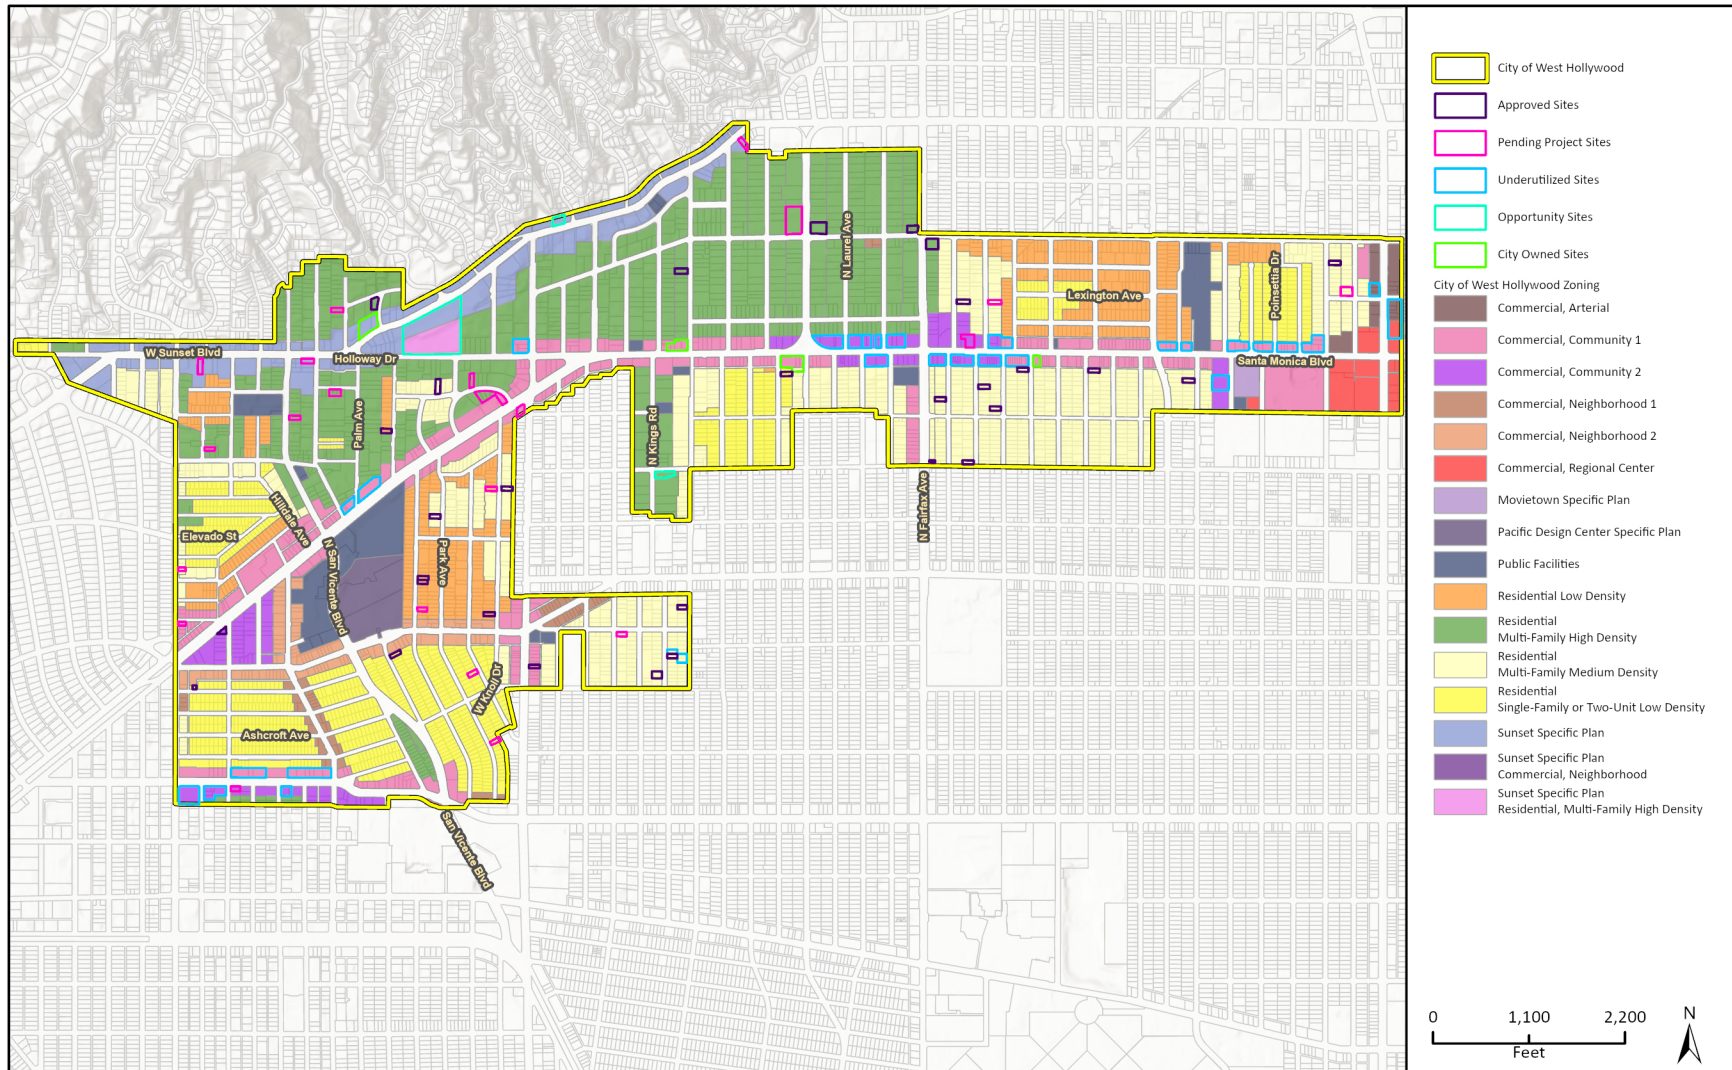 City of West Hollywood
Approved Sites
Pending Project Sites
Underutilized Sites
Opportunity Sites
City Owned Sites
City of West Hollywood Zoning
Commercial, Arterial
Commercial, Community 1
Commercial, Community 2
Commercial, Neighborhood 1
Commercial, Neighborhood 2
Commercial, Regional Center
Movietown Specific Plan
Pacific Design Center Specific Plan
Public Facilities
Residential Low Density
Residential
Multi-Family High Density
Residential
Multi-Family Medium Density
Residential
Single-Family or Two-Unit Low Density
Sunset Specific Plan
Sunset Specific Plan
Commercial, Neighborhood
Sunset Specific Plan
Residential, Multi-Family High Density
N Laurel Ave
Poinsettia Dr
Lexington Ave
W Sunset Blvd
Holloway Dr
Santa Monica Blvd
Palm Ave
N Kings Rd
N Fairfax Ave
Hilldale Ave
Elevado St
Park Ave
N San Vicente Blvd
W Knoll Dr
Ashcroft Ave
San Vicente Blvd
0 1,100 2,200
Feet
N